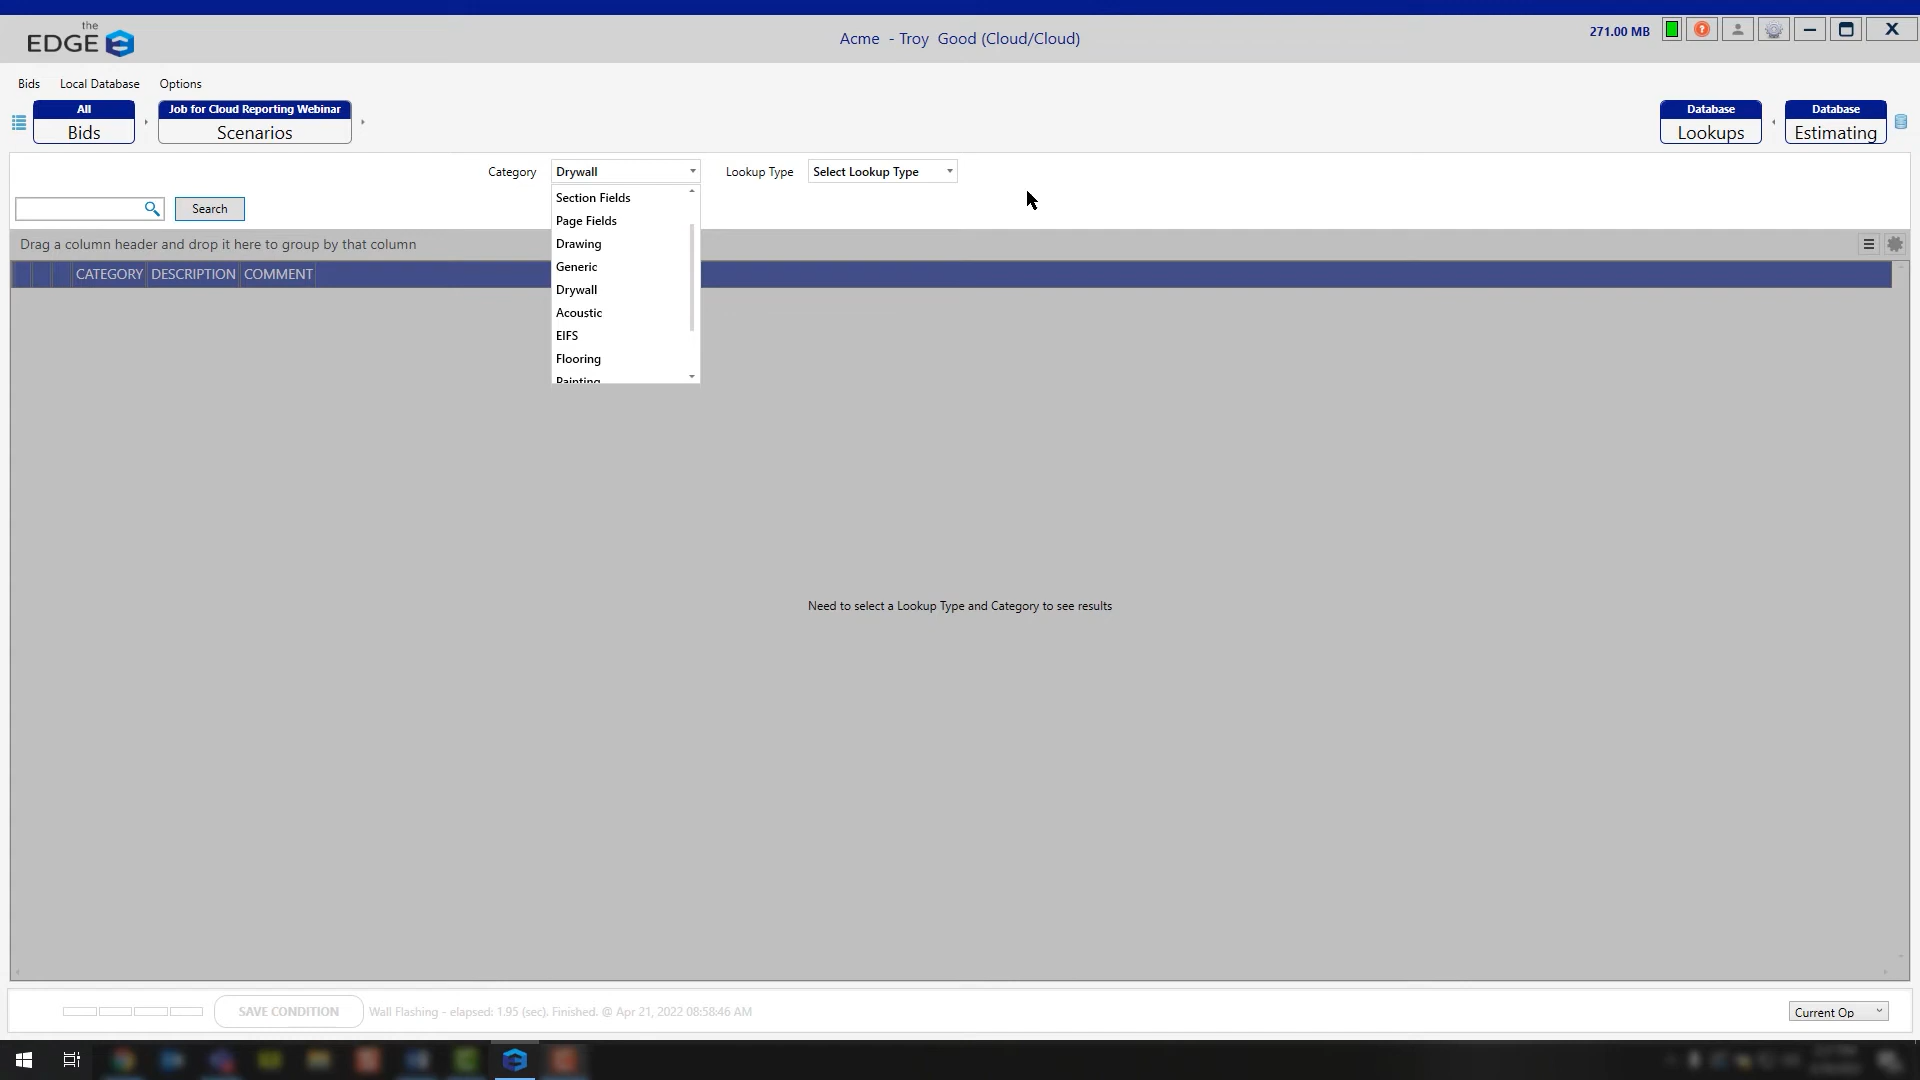 the
EDGE
Acme - Troy Good (Cloud/Cloud)
271.00 MB
Bids Local Database Options
All
Bids
Job for Cloud Reporting Webinar
Scenarios
Database
Lookups
Database
Estimating
Category Drywall Lookup Type Select Lookup Type
Search
Section Fields
Page Fields
Drawing
Generic
Drywall
Acoustic
EIFS
Flooring
Painting
Drag a column header and drop it here to group by that column
CATEGORY DESCRIPTION COMMENT
Need to select a Lookup Type and Category to see results
SAVE CONDITION Wall Flashing - elapsed: 1.95 (sec). Finished. @ Apr 21, 2022 08:58:46 AM
Current Op